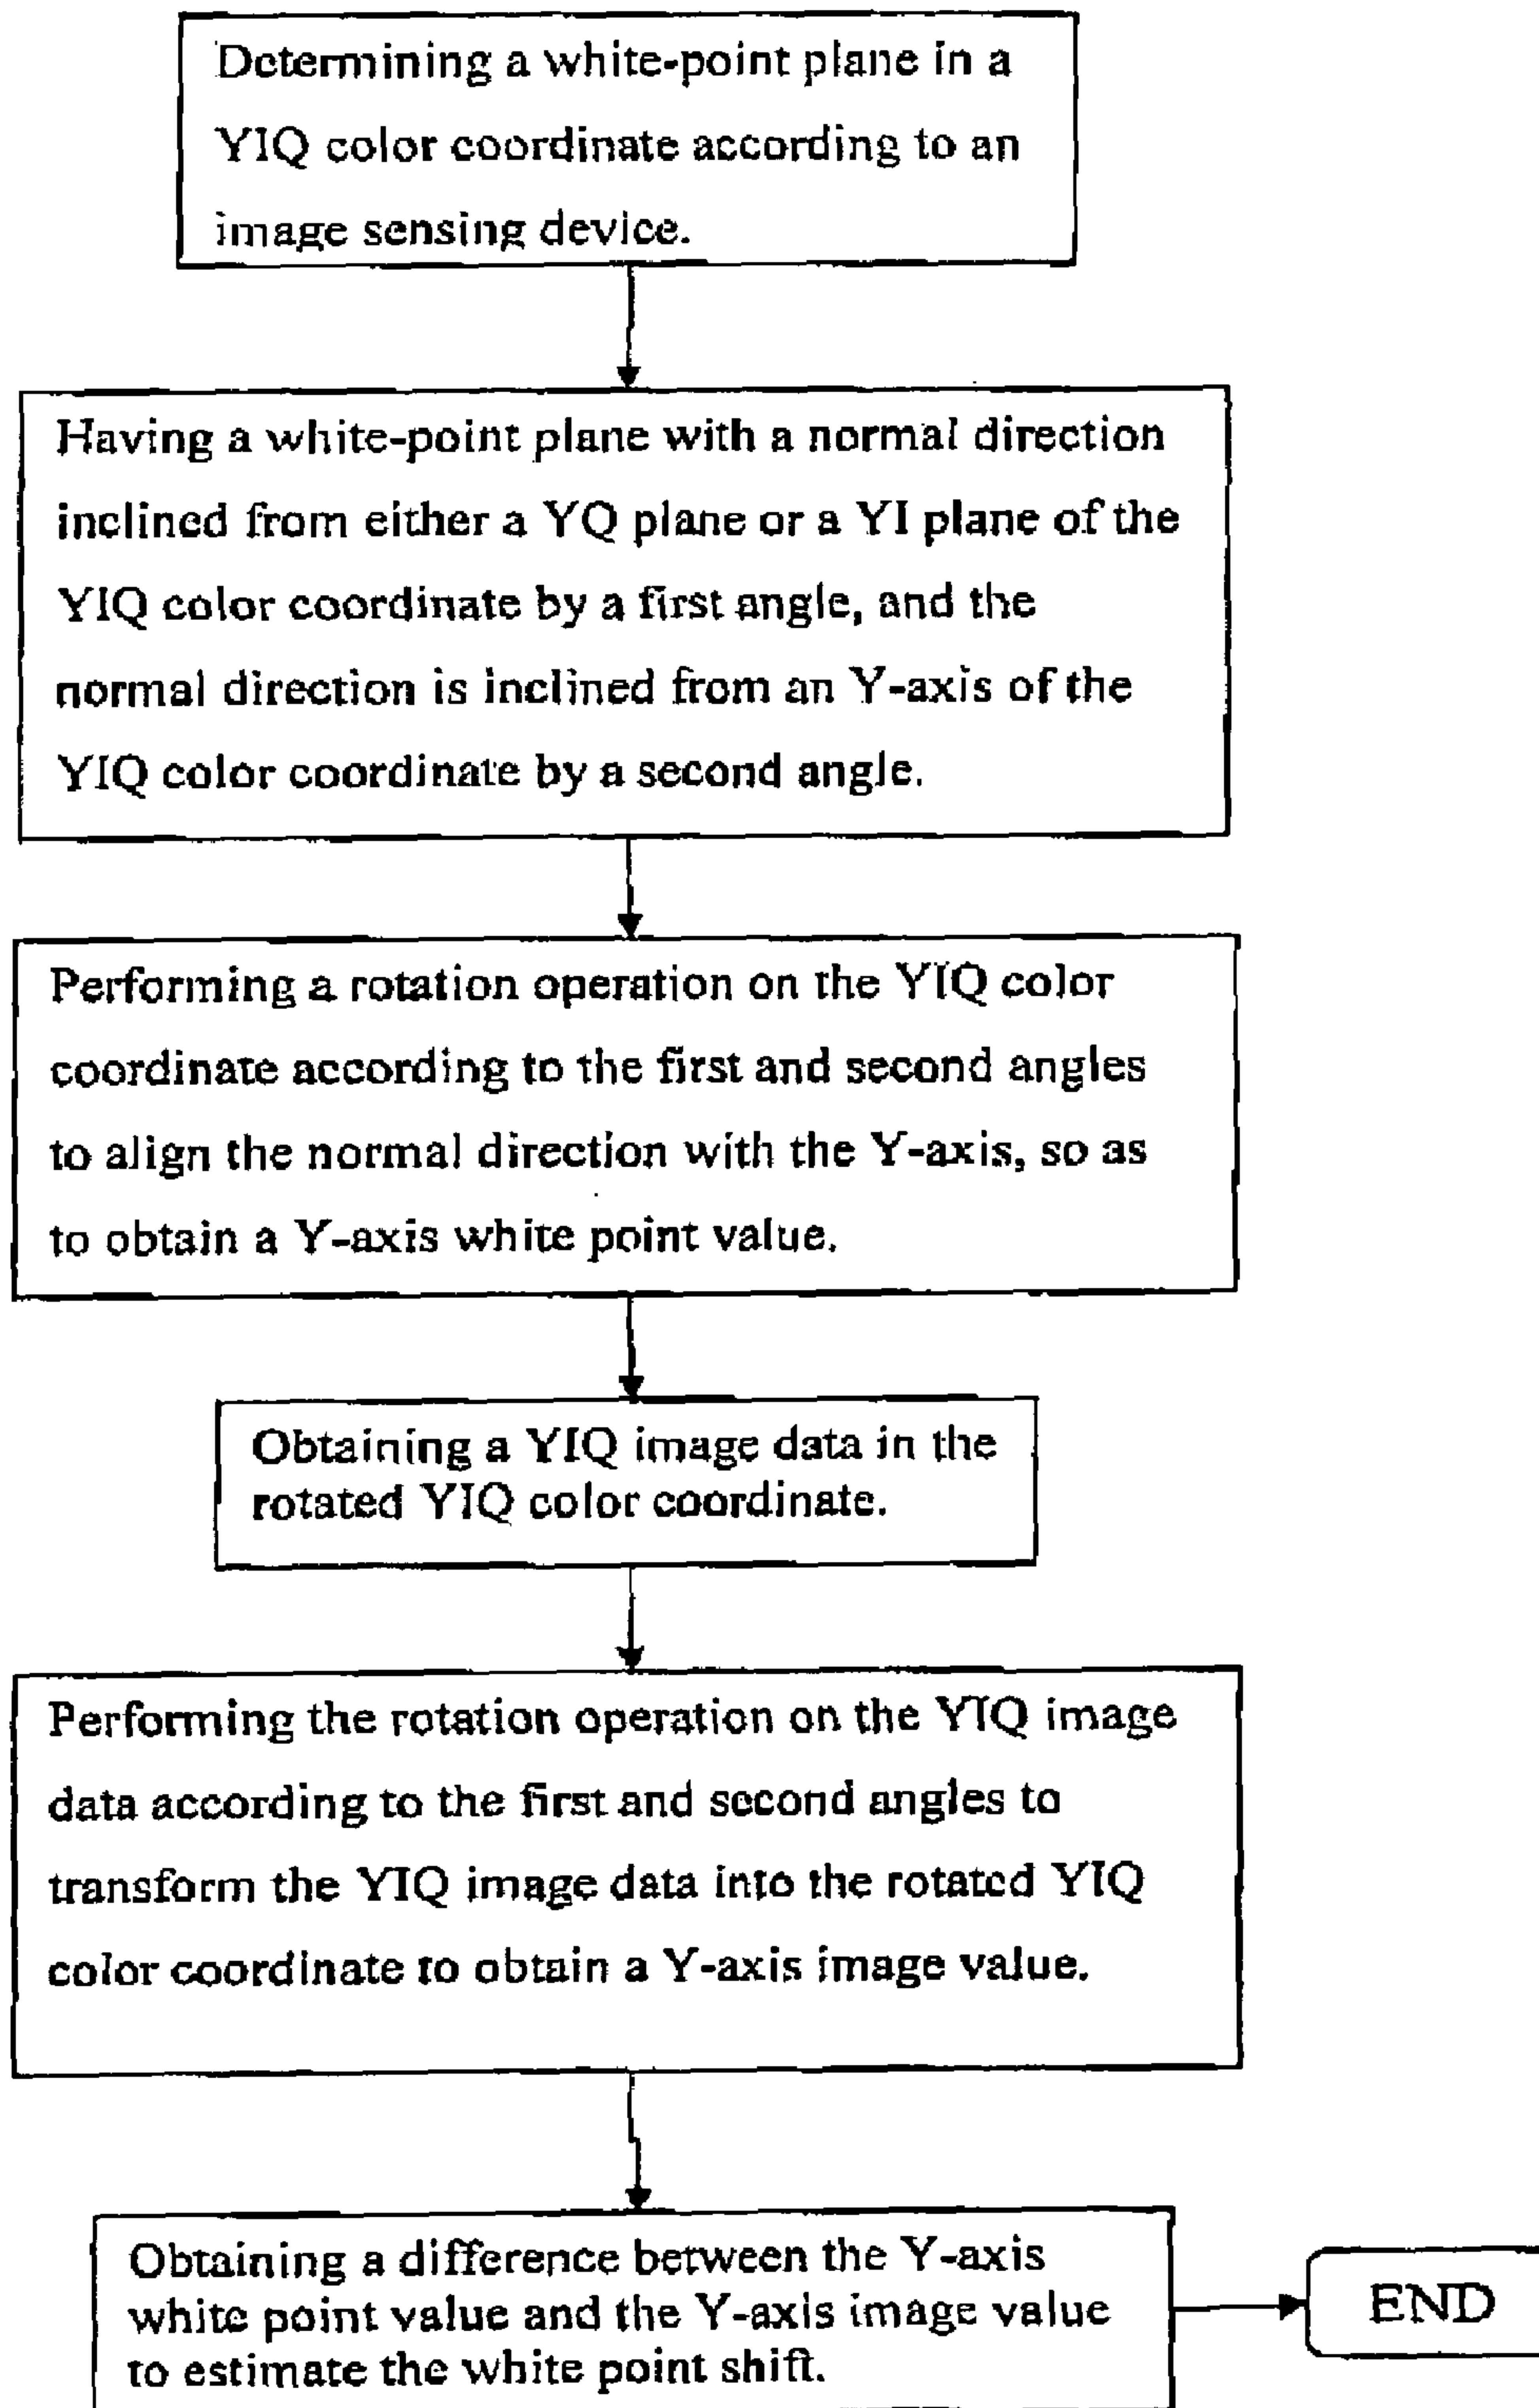 Determining a white-point plane in a
YIQ color coordinate according to an
image sensing device.
Having a white-point plane with a normal direction
inclined from either a YQ plane or a YI plane of the
YIQ color coordinate by a first angle, and the
normal direction is inclined from an Y-axis of the
YIQ color coordinate by a second angle.
Performing a rotation operation on the YIQ color
coordinate according to the first and second angles
to align the normal direction with the Y-axis, so as
to obtain a Y-axis white point value.
Obtaining a YIQ image data in the
rotated YIQ color coordinate.
Performing the rotation operation on the YIQ image
data according to the first and second angles to
transform the YIQ image data into the rotated YIQ
color coordinate to obtain a Y-axis image value.
Obtaining a difference between the Y-axis
white point value and the Y-axis image value
to estimate the white point shift.
END